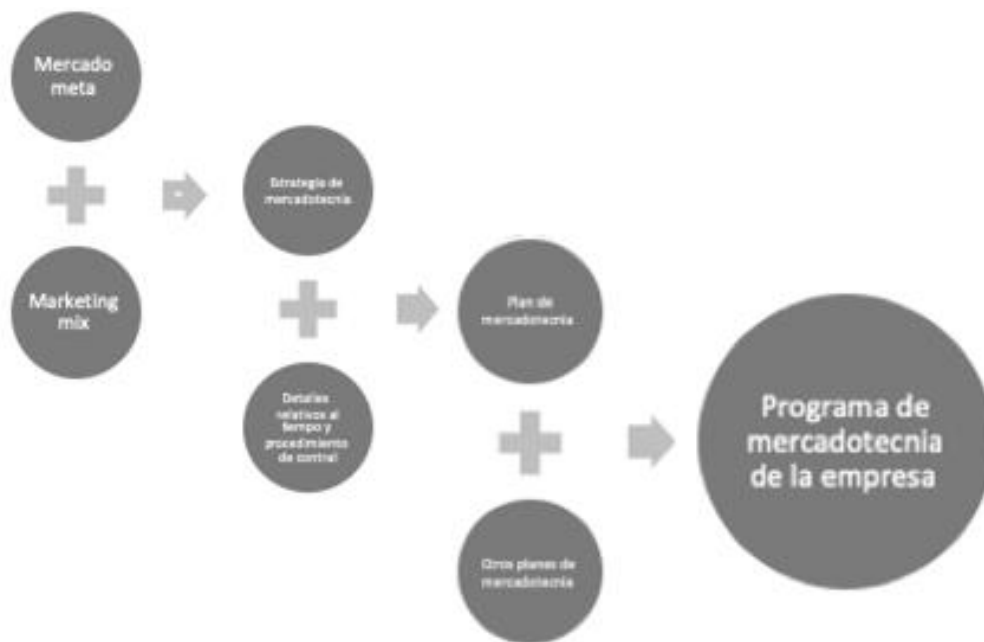 Mercado
meta
Marketing
mix
Estrategia de
mercadotecnia
Detalles
relativos al
tiempo y
procedimiento
de control
Plan de
mercadotecnia
Otros planes de
mercadotecnia
Programa de
mercadotecnia
de la empresa